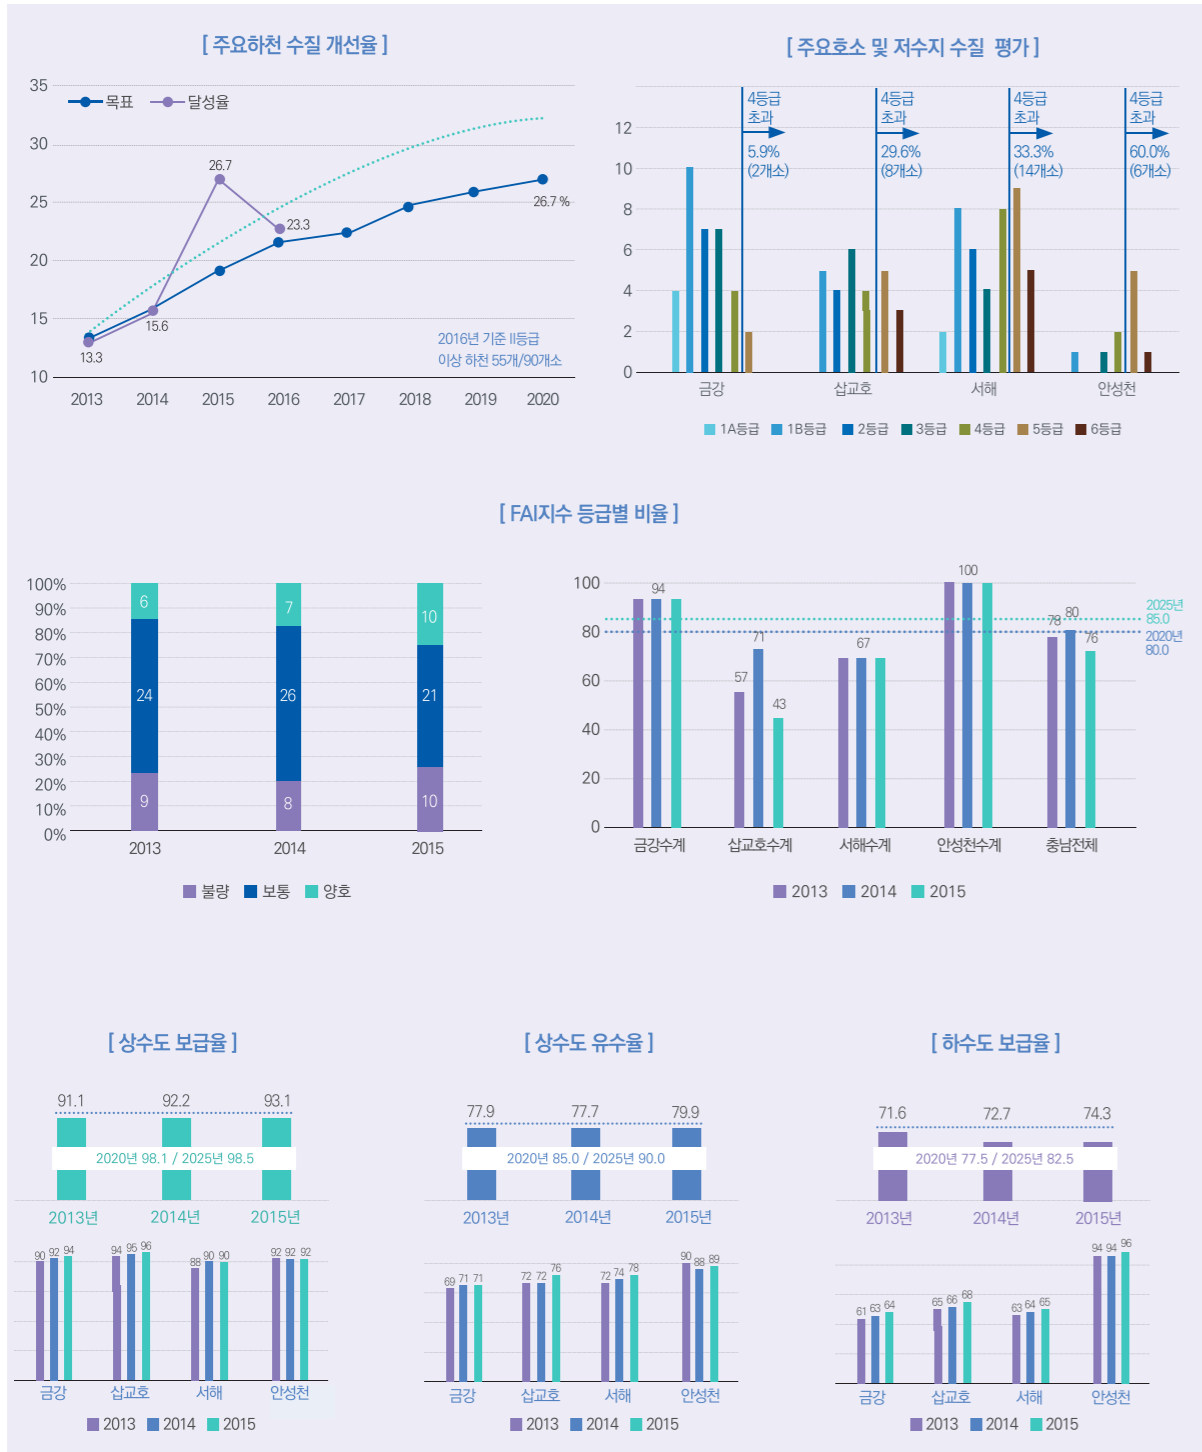 [ 주요하천 수질 개선율 ]
35
30
25
20
15
10
목표 달성율
13.3
15.6
26.7
23.3
26.7 %
2016년 기준 II등급
이상 하천 55개/90개소
2013 2014 2015 2016 2017 2018 2019 2020
[ 주요호소 및 저수지 수질 평가 ]
12
10
8
6
4
2
0
4등급
초과
5.9%
(2개소)
4등급
초과
29.6%
(8개소)
4등급
초과
33.3%
(14개소)
4등급
초과
60.0%
(6개소)
금강 삽교호 서해 안성천
1A등급 1B등급 2등급 3등급 4등급 5등급 6등급
[ FAI지수 등급별 비율 ]
100%
90%
80%
70%
60%
50%
40%
30%
20%
10%
0%
6 7 10
24 26 21
9 8 10
2013 2014 2015
불량 보통 양호
100
80
60
40
20
0
94
57 71 43
67
100
78 80 76
2025년
85.0
2020년
80.0
금강수계 삽교호수계 서해수계 안성천수계 충남전체
2013 2014 2015
[ 상수도 보급율 ]
91.1 92.2 93.1
2020년 98.1 / 2025년 98.5
2013년 2014년 2015년
90 92 94 94 95 96 88 90 90 92 92 92
금강 삽교호 서해 안성천
2013 2014 2015
[ 상수도 유수율 ]
77.9 77.7 79.9
2020년 85.0 / 2025년 90.0
2013년 2014년 2015년
69 71 71 72 72 76 72 74 78 90 88 89
금강 삽교호 서해 안성천
2013 2014 2015
[ 하수도 보급율 ]
71.6 72.7 74.3
2020년 77.5 / 2025년 82.5
2013년 2014년 2015년
61 63 64 65 66 68 63 64 65 94 94 96
금강 삽교호 서해 안성천
2013 2014 2015